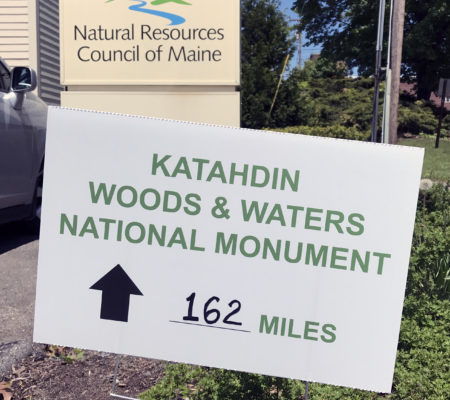 Natural Resources
Council of Maine
KATAHDIN
WOODS & WATERS
NATIONAL MONUMENT
162 MILES